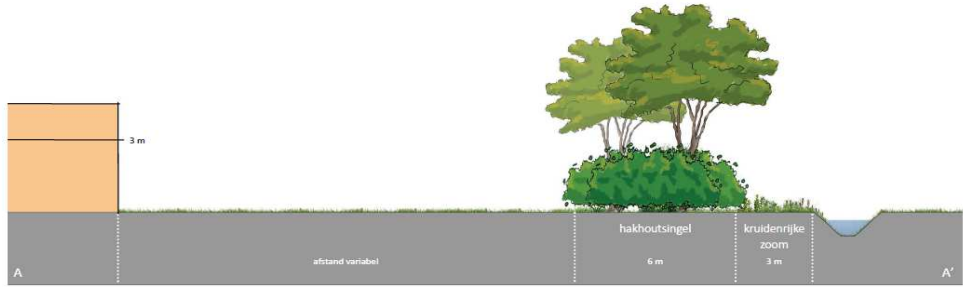 3 m
hakhoutsingel
kruidenrijke
zoom
afstand variabel
6 m
3 m
A
A'